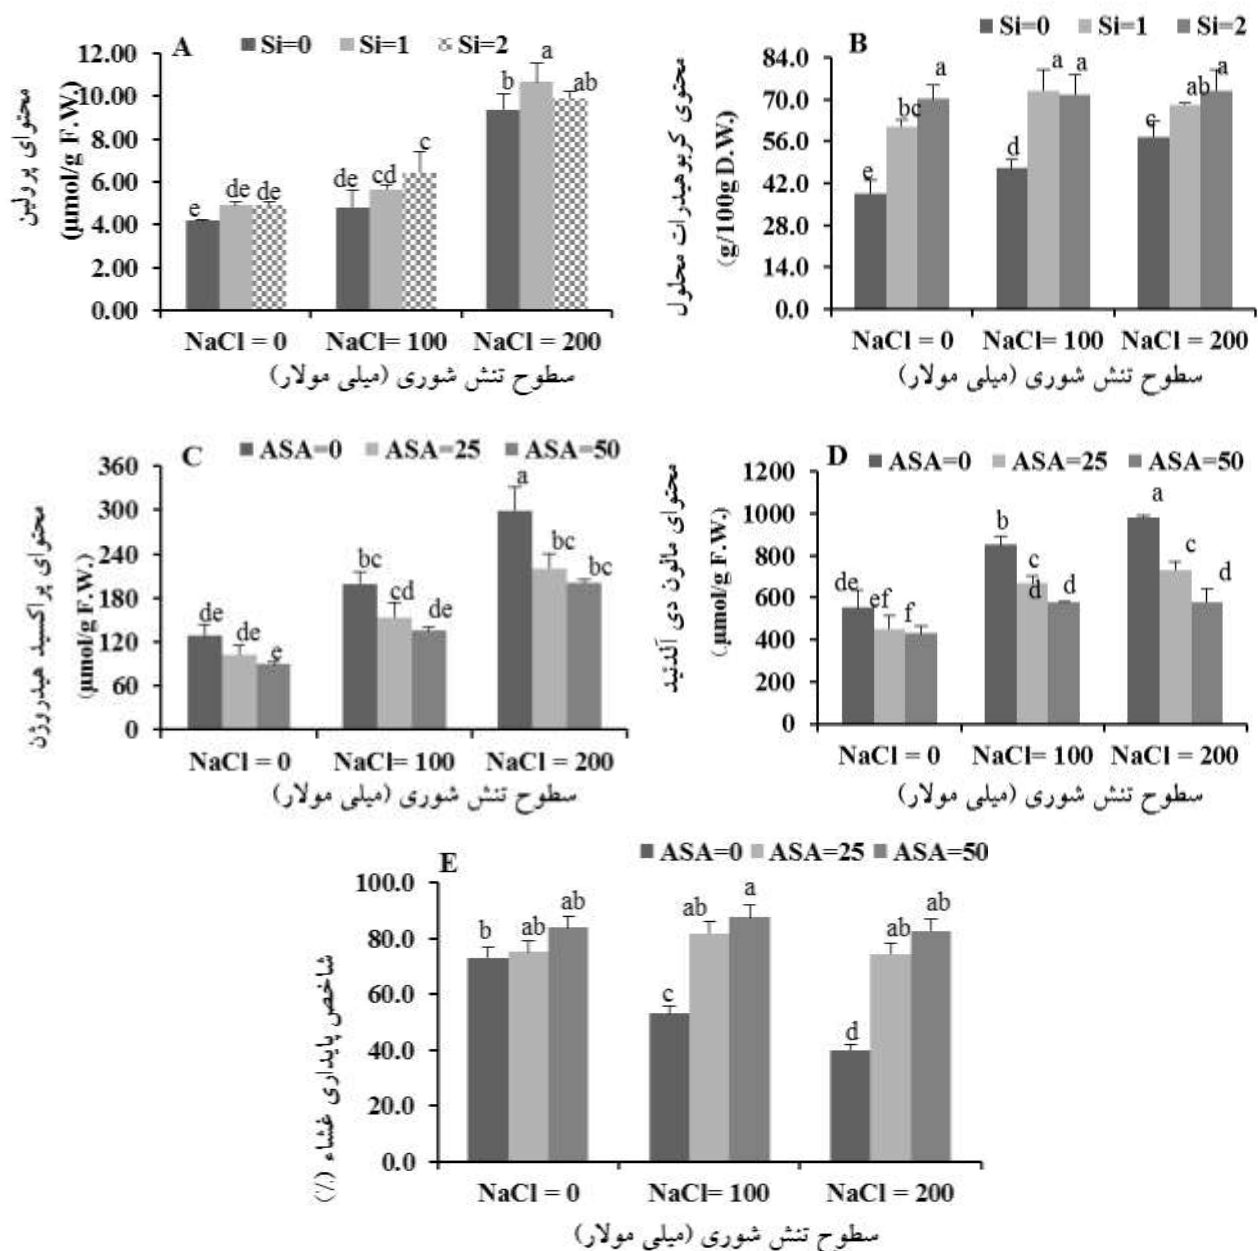 A
Si=0 Si=1 Si=2
محتوای پرولین
(µmol/g F.W.)
12.00
10.00
8.00
6.00
4.00
2.00
0.00
e de de
de cd c
b a ab
NaCl = 0 NaCl= 100 NaCl = 200
سطوح تنش شوری (میلی مولار)
B
Si=0 Si=1 Si=2
محتوی کربوهیدرات محلول
(g/100g D.W.)
84.0
70.0
56.0
42.0
28.0
14.0
0.0
e bc a
d a a
c ab a
NaCl = 0 NaCl= 100 NaCl = 200
سطوح تنش شوری (میلی مولار)
C
ASA=0 ASA=25 ASA=50
محتوای پراکسید هیدروژن
(µmol/g F.W.)
360
300
240
180
120
60
0
de de e
bc cd de
a bc bc
NaCl = 0 NaCl= 100 NaCl = 200
سطوح تنش شوری (میلی مولار)
D
ASA=0 ASA=25 ASA=50
محتوای مالون دی آلدئید
(µmol/g F.W.)
1200
1000
800
600
400
200
0
de ef f
b c d d
a c d
NaCl = 0 NaCl= 100 NaCl = 200
سطوح تنش شوری (میلی مولار)
E
ASA=0 ASA=25 ASA=50
شاخص پایداری غشاء (٪)
100.0
80.0
60.0
40.0
20.0
0.0
b ab ab
c ab a
d ab ab
NaCl = 0 NaCl= 100 NaCl = 200
سطوح تنش شوری (میلی مولار)